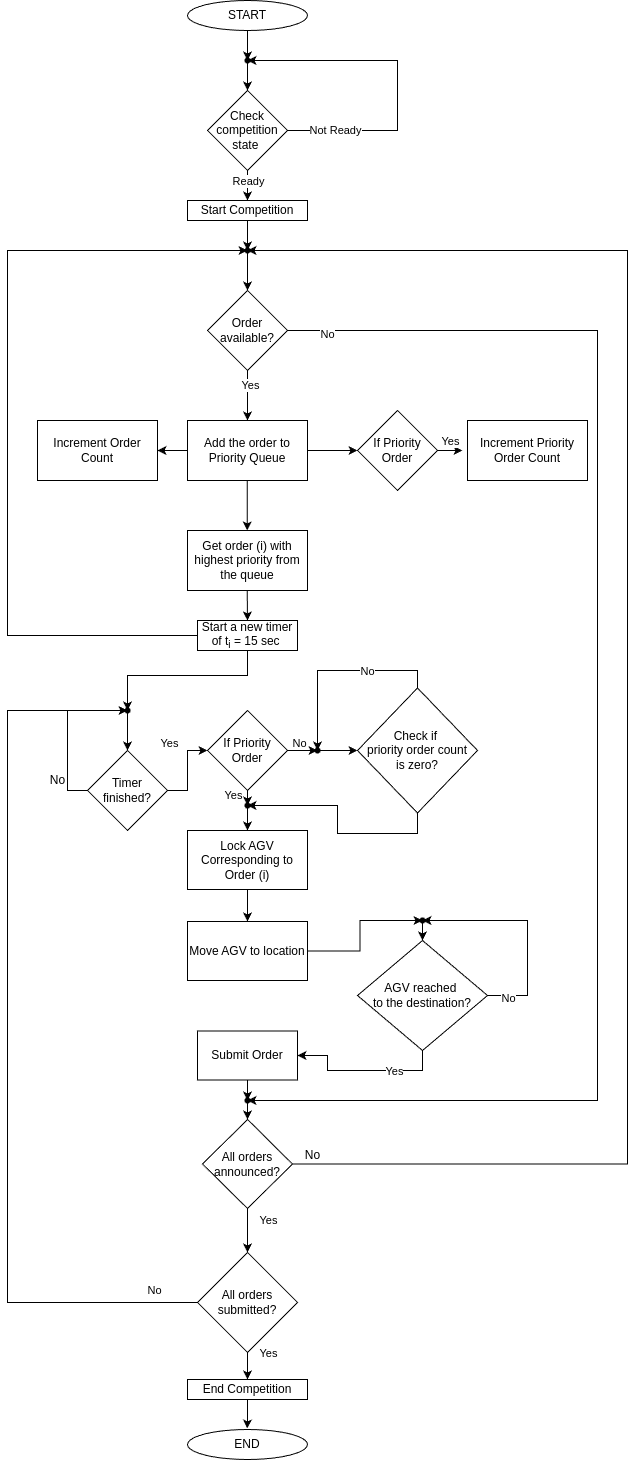 START
Check
competition
state
Not Ready
Ready
Start Competition
Order
available?
No
Yes
Increment Order
Count
Add the order to
Priority Queue
If Priority
Order
Yes
Increment Priority
Order Count
Get order (i) with
highest priority from
the queue
Start a new timer
of ti = 15 sec
No
Yes
If Priority
Order
No
Check if
priority order count
is zero?
No
Timer
finished?
Yes
Lock AGV
Corresponding to
Order (i)
Move AGV to location
AGV reached
to the destination?
No
Submit Order
Yes
All orders
announced?
No
Yes
No
All orders
submitted?
Yes
End Competition
END